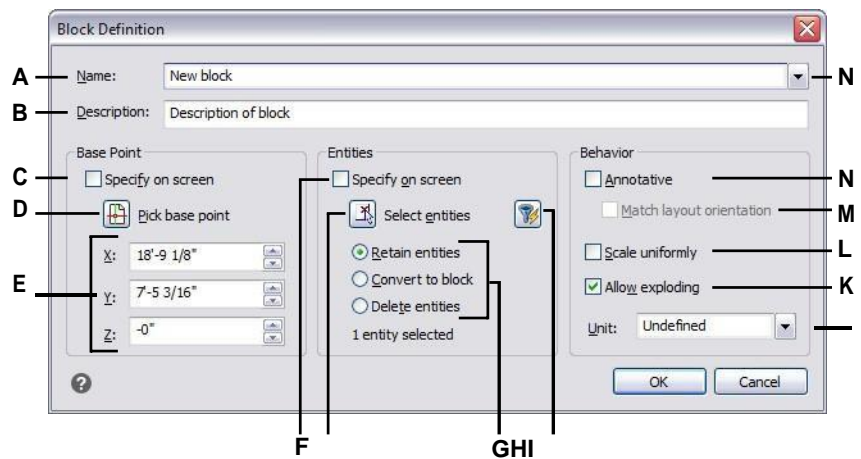 Block Definition
A Name: New block N
B Description: Description of block
Base Point Entities Behavior
C Specify on screen F Specify on screen Annotative N
D Pick base point Select entities Match layout orientation M
X: 18'-9 1/8" Retain entities Scale uniformly L
E Y: 7'-5 3/16" Convert to block Allow exploding K
Z: -0" Delete entities
1 entity selected Unit: Undefined
? OK Cancel
F GHI